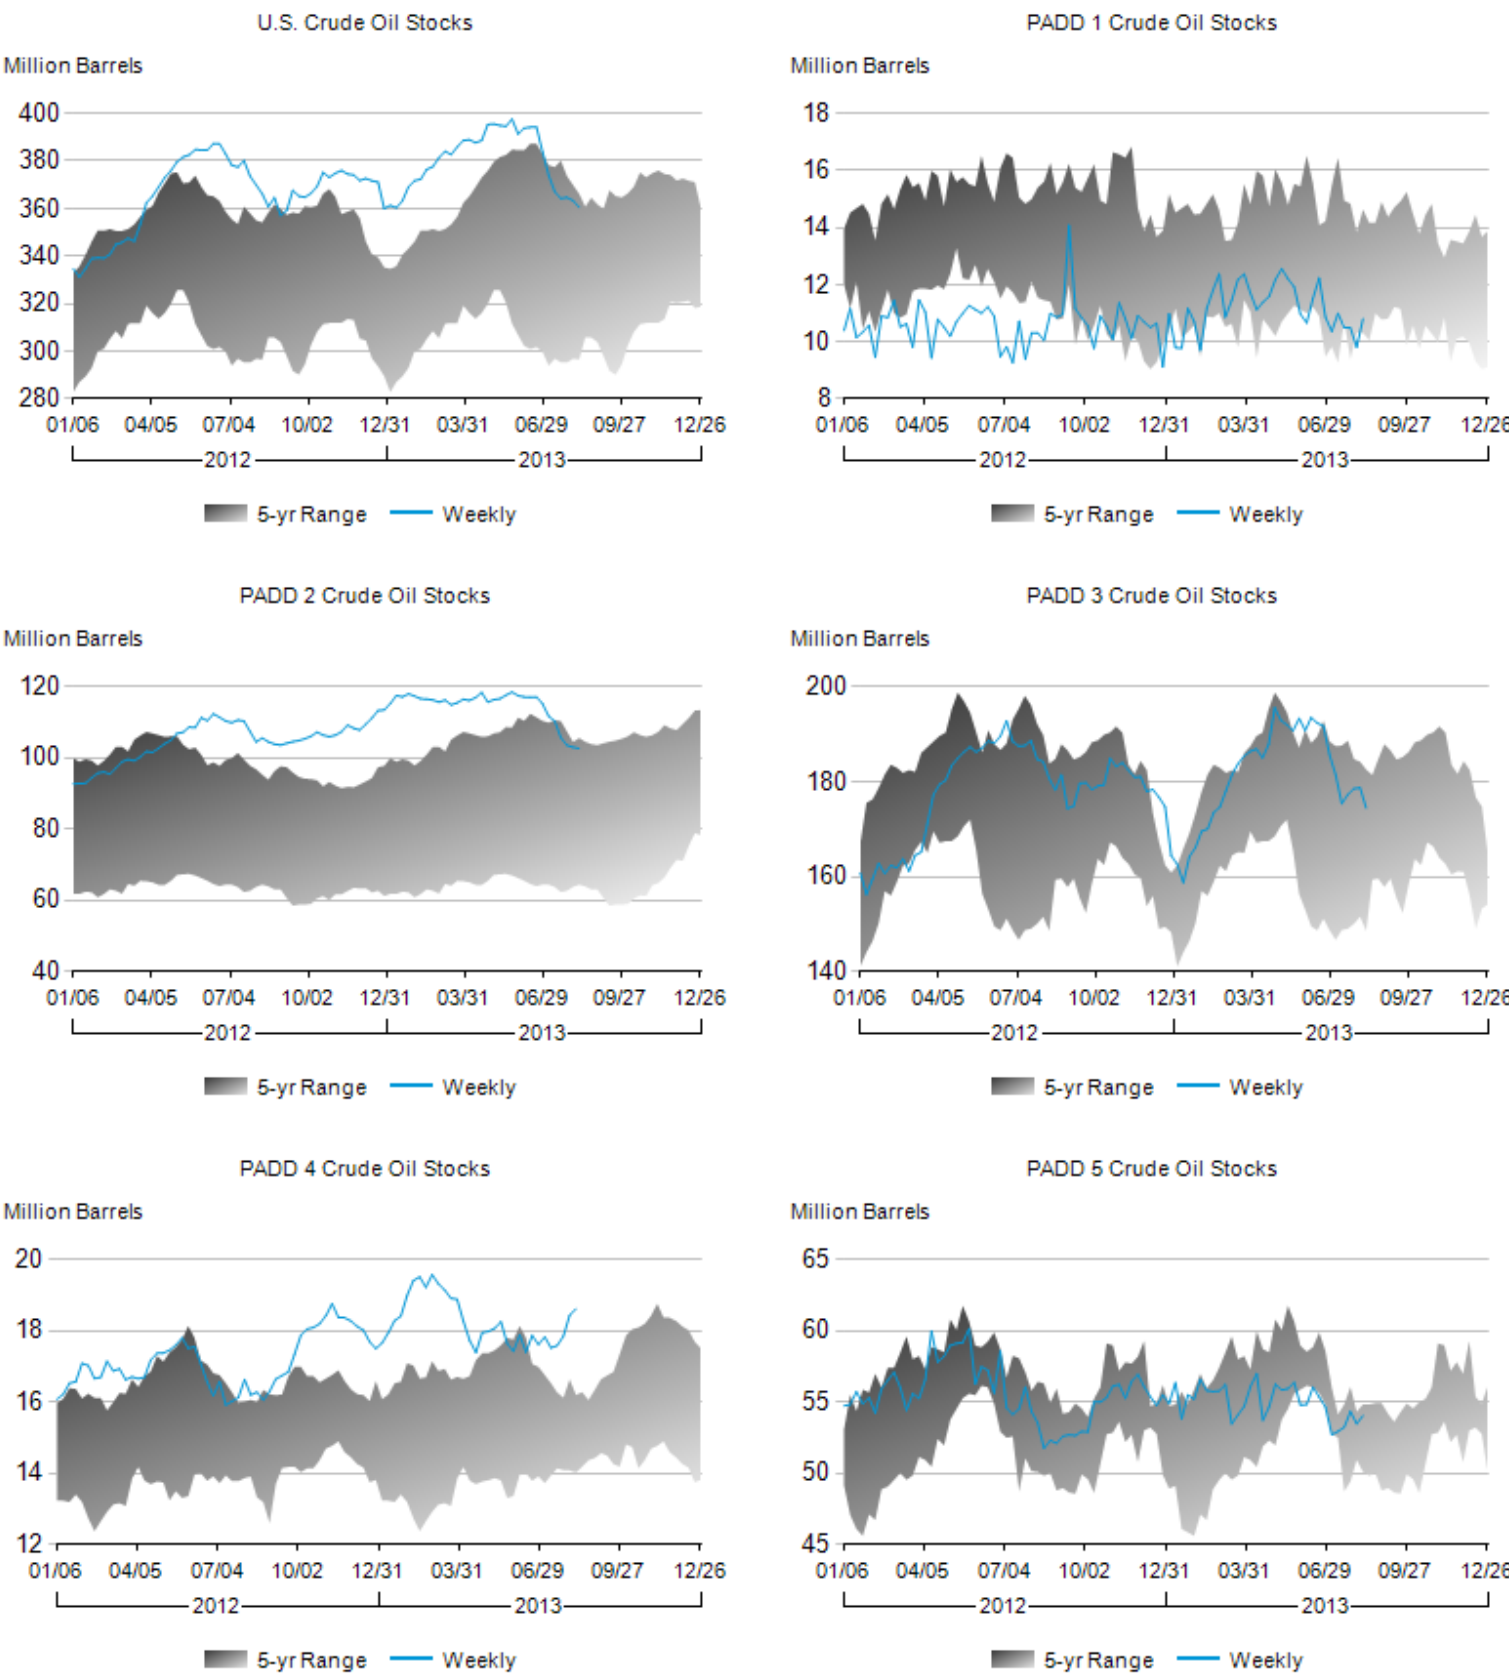 U.S. Crude Oil Stocks
Million Barrels
400
380
360
340
320
300
280
01/06 04/05 07/04 10/02 12/31 03/31 06/29 09/27 12/26
2012 2013
5-yr Range Weekly
PADD 1 Crude Oil Stocks
Million Barrels
18
16
14
12
10
8
01/06 04/05 07/04 10/02 12/31 03/31 06/29 09/27 12/26
2012 2013
5-yr Range Weekly
PADD 2 Crude Oil Stocks
Million Barrels
120
100
80
60
40
01/06 04/05 07/04 10/02 12/31 03/31 06/29 09/27 12/26
2012 2013
5-yr Range Weekly
PADD 3 Crude Oil Stocks
Million Barrels
200
180
160
140
01/06 04/05 07/04 10/02 12/31 03/31 06/29 09/27 12/26
2012 2013
5-yr Range Weekly
PADD 4 Crude Oil Stocks
Million Barrels
20
18
16
14
12
01/06 04/05 07/04 10/02 12/31 03/31 06/29 09/27 12/26
2012 2013
5-yr Range Weekly
PADD 5 Crude Oil Stocks
Million Barrels
65
60
55
50
45
01/06 04/05 07/04 10/02 12/31 03/31 06/29 09/27 12/26
2012 2013
5-yr Range Weekly